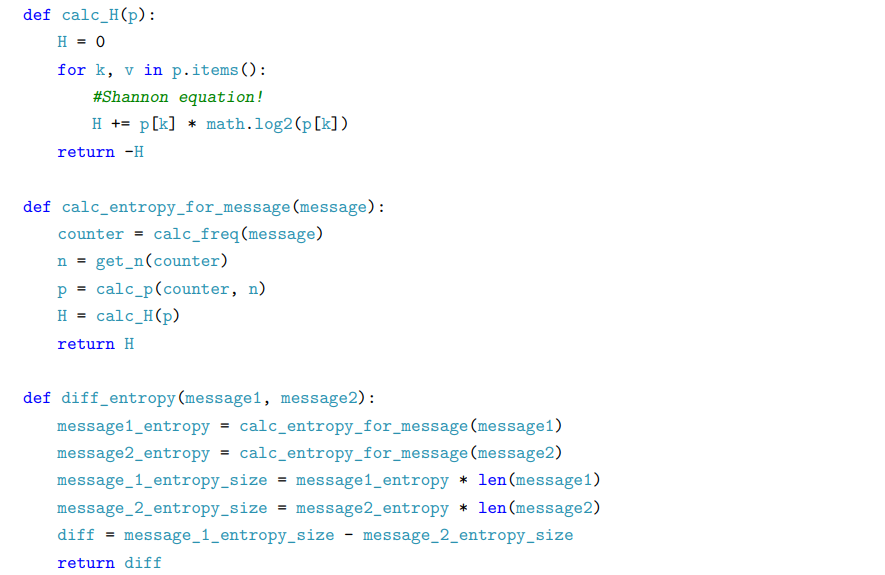 def calc_H(p):
    H = 0
    for k, v in p.items():
        #Shannon equation!
        H += p[k] * math.log2(p[k])
    return -H

def calc_entropy_for_message(message):
    counter = calc_freq(message)
    n = get_n(counter)
    p = calc_p(counter, n)
    H = calc_H(p)
    return H

def diff_entropy(message1, message2):
    message1_entropy = calc_entropy_for_message(message1)
    message2_entropy = calc_entropy_for_message(message2)
    message_1_entropy_size = message1_entropy * len(message1)
    message_2_entropy_size = message2_entropy * len(message2)
    diff = message_1_entropy_size - message_2_entropy_size
    return diff